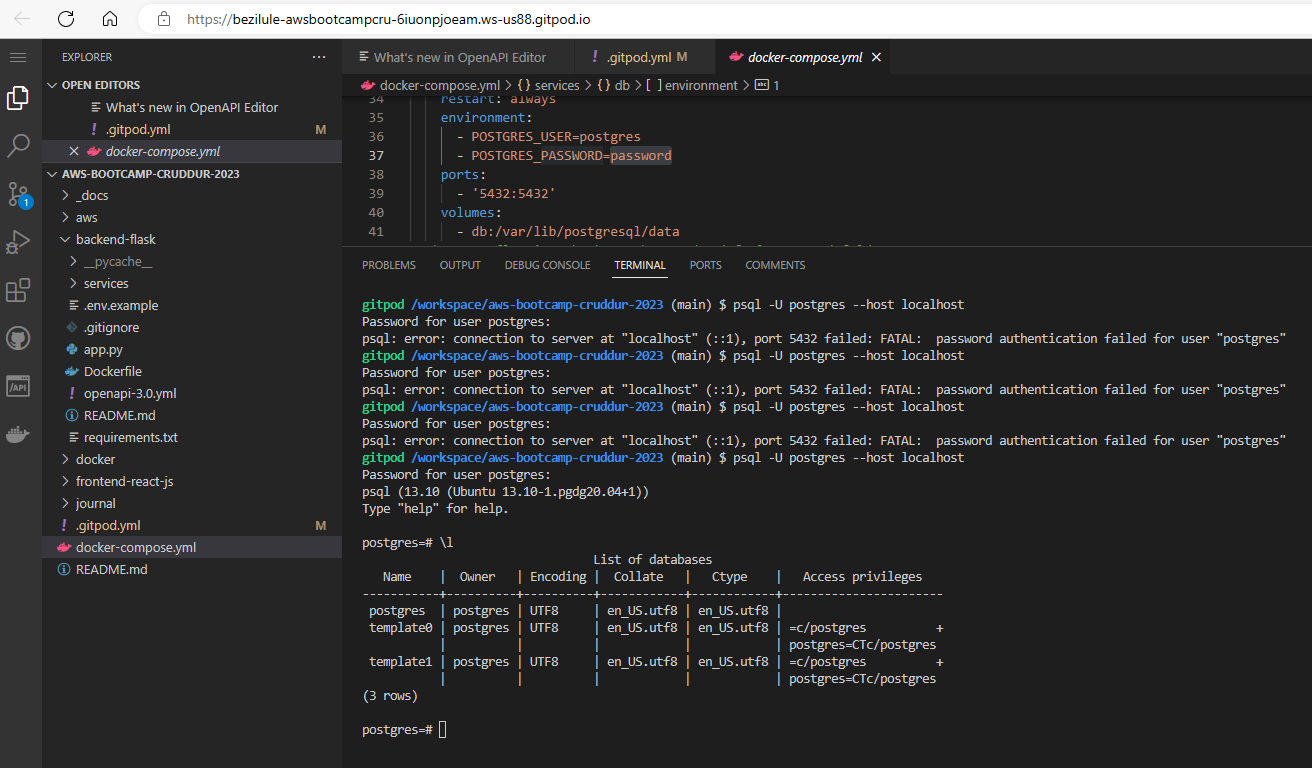 https://bezilule-awsbootcampcru-6iuonpjoeam.ws-us88.gitpod.io
EXPLORER
OPEN EDITORS
What's new in OpenAPI Editor
.gitpod.yml M
docker-compose.yml
AWS-BOOTCAMP-CRUDDUR-2023
_docs
aws
backend-flask
__pycache__
services
.env.example
.gitignore
app.py
Dockerfile
openapi-3.0.yml
README.md
requirements.txt
docker
frontend-react-js
journal
.gitpod.yml M
docker-compose.yml
README.md
1
/API
What's new in OpenAPI Editor .gitpod.yml M docker-compose.yml
docker-compose.yml > {} services > {} db > [ ] environment > abc 1
34 restart: always
35 environment:
36 - POSTGRES_USER=postgres
37 - POSTGRES_PASSWORD=password
38 ports:
39 - '5432:5432'
40 volumes:
41 - db:/var/lib/postgresql/data
PROBLEMS OUTPUT DEBUG CONSOLE TERMINAL PORTS COMMENTS
gitpod /workspace/aws-bootcamp-cruddur-2023 (main) $ psql -U postgres --host localhost
Password for user postgres:
psql: error: connection to server at "localhost" (::1), port 5432 failed: FATAL:  password authentication failed for user "postgres"
gitpod /workspace/aws-bootcamp-cruddur-2023 (main) $ psql -U postgres --host localhost
Password for user postgres:
psql: error: connection to server at "localhost" (::1), port 5432 failed: FATAL:  password authentication failed for user "postgres"
gitpod /workspace/aws-bootcamp-cruddur-2023 (main) $ psql -U postgres --host localhost
Password for user postgres:
psql: error: connection to server at "localhost" (::1), port 5432 failed: FATAL:  password authentication failed for user "postgres"
gitpod /workspace/aws-bootcamp-cruddur-2023 (main) $ psql -U postgres --host localhost
Password for user postgres:
psql (13.10 (Ubuntu 13.10-1.pgdg20.04+1))
Type "help" for help.
postgres=# \l
List of databases
Name | Owner | Encoding | Collate | Ctype | Access privileges
-----------+----------+----------+------------+------------+-----------------------
postgres | postgres | UTF8 | en_US.utf8 | en_US.utf8 |
template0 | postgres | UTF8 | en_US.utf8 | en_US.utf8 | =c/postgres +
| | | | | postgres=CTc/postgres
template1 | postgres | UTF8 | en_US.utf8 | en_US.utf8 | =c/postgres +
| | | | | postgres=CTc/postgres
(3 rows)
postgres=#